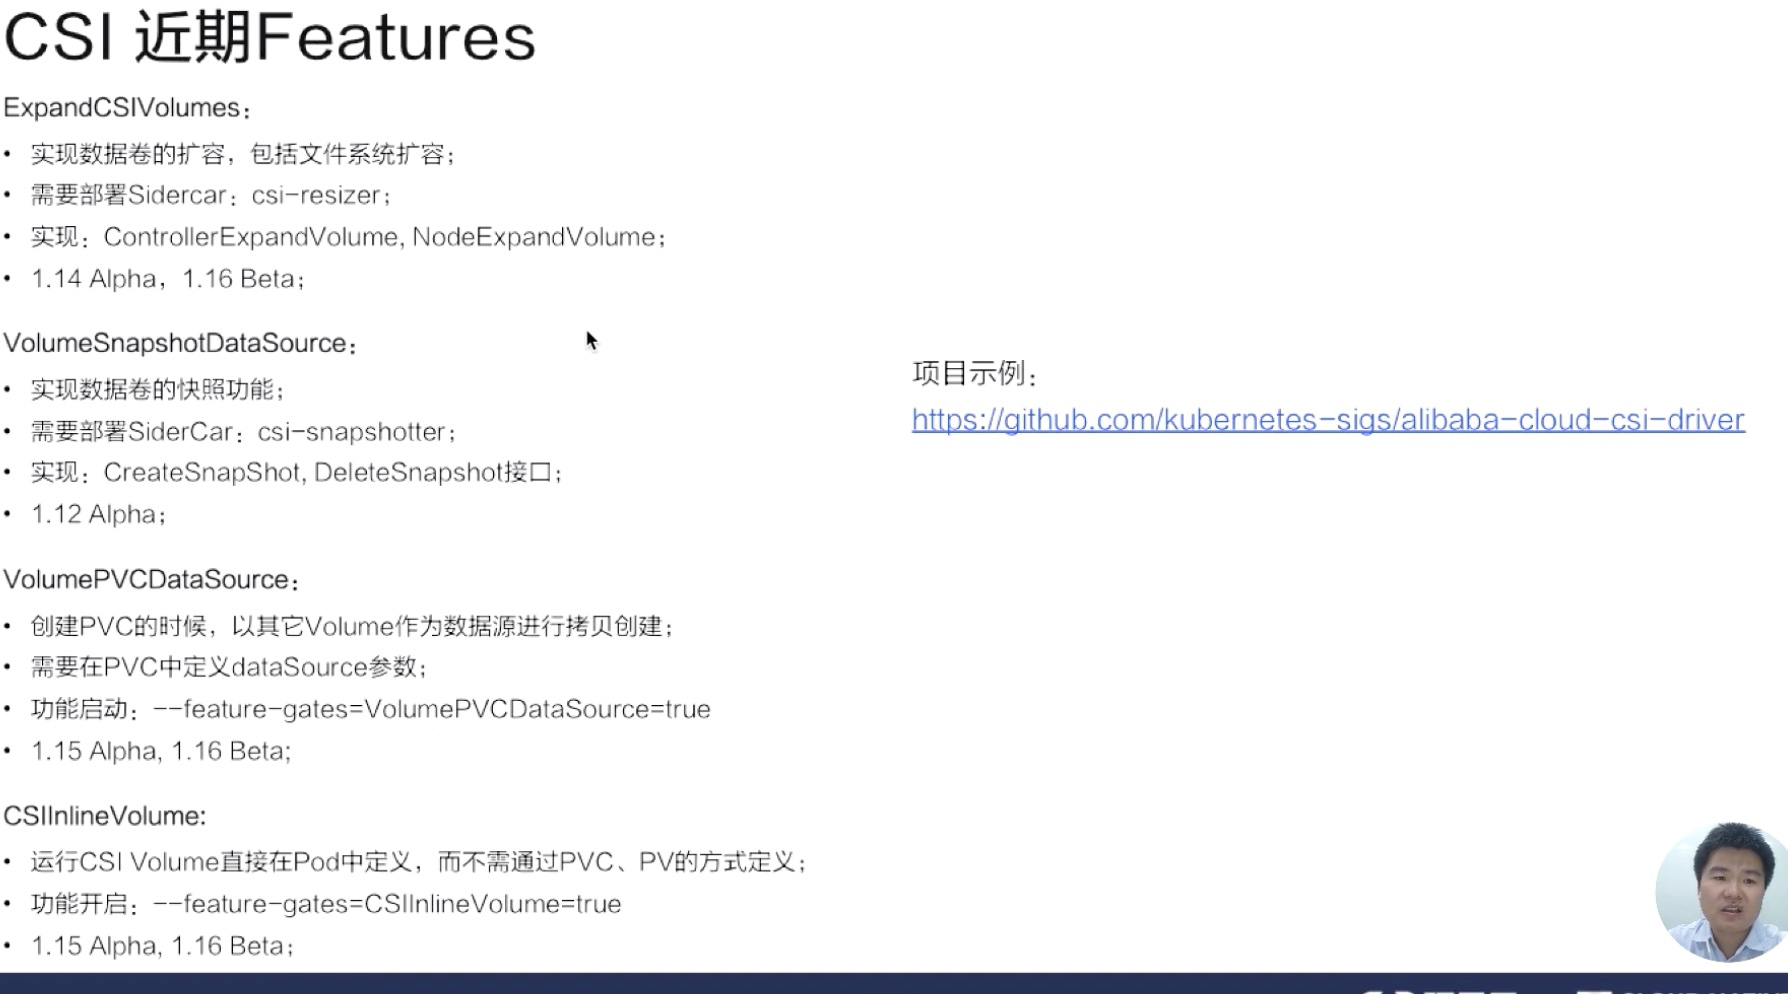 CSI 近期Features
ExpandCSIVolumes：
• 实现数据卷的扩容，包括文件系统扩容；
• 需要部署Sidercar：csi-resizer；
• 实现：ControllerExpandVolume, NodeExpandVolume；
• 1.14 Alpha，1.16 Beta；
VolumeSnapshotDataSource：
• 实现数据卷的快照功能；
• 需要部署SiderCar：csi-snapshotter；
• 实现：CreateSnapShot, DeleteSnapshot接口；
• 1.12 Alpha；
项目示例：
https://github.com/kubernetes-sigs/alibaba-cloud-csi-driver
VolumePVCDataSource：
• 创建PVC的时候，以其它Volume作为数据源进行拷贝创建；
• 需要在PVC中定义dataSource参数；
• 功能启动：--feature-gates=VolumePVCDataSource=true
• 1.15 Alpha, 1.16 Beta;
CSIInlineVolume:
• 运行CSI Volume直接在Pod中定义，而不需通过PVC、PV的方式定义；
• 功能开启：--feature-gates=CSIInlineVolume=true
• 1.15 Alpha, 1.16 Beta；